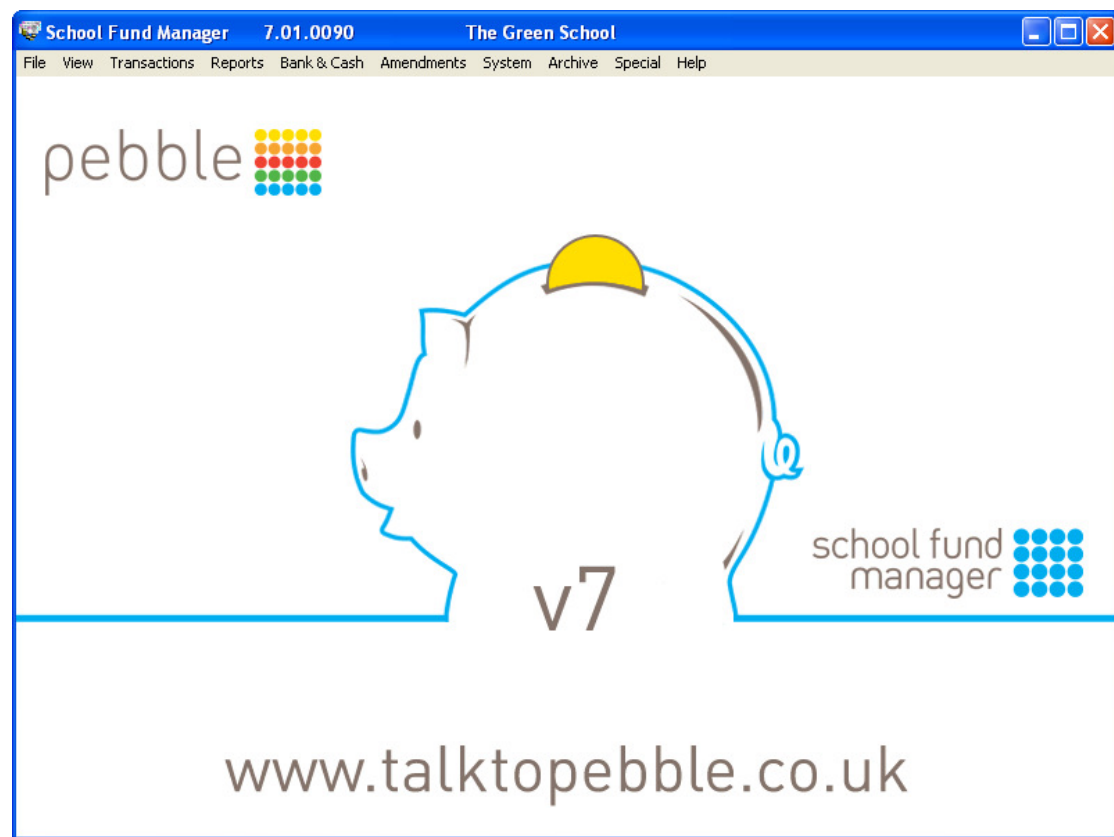 School Fund Manager 7.01.0090 The Green School
File View Transactions Reports Bank & Cash Amendments System Archive Special Help
pebble
school fund
manager
v7
www.talktopebble.co.uk